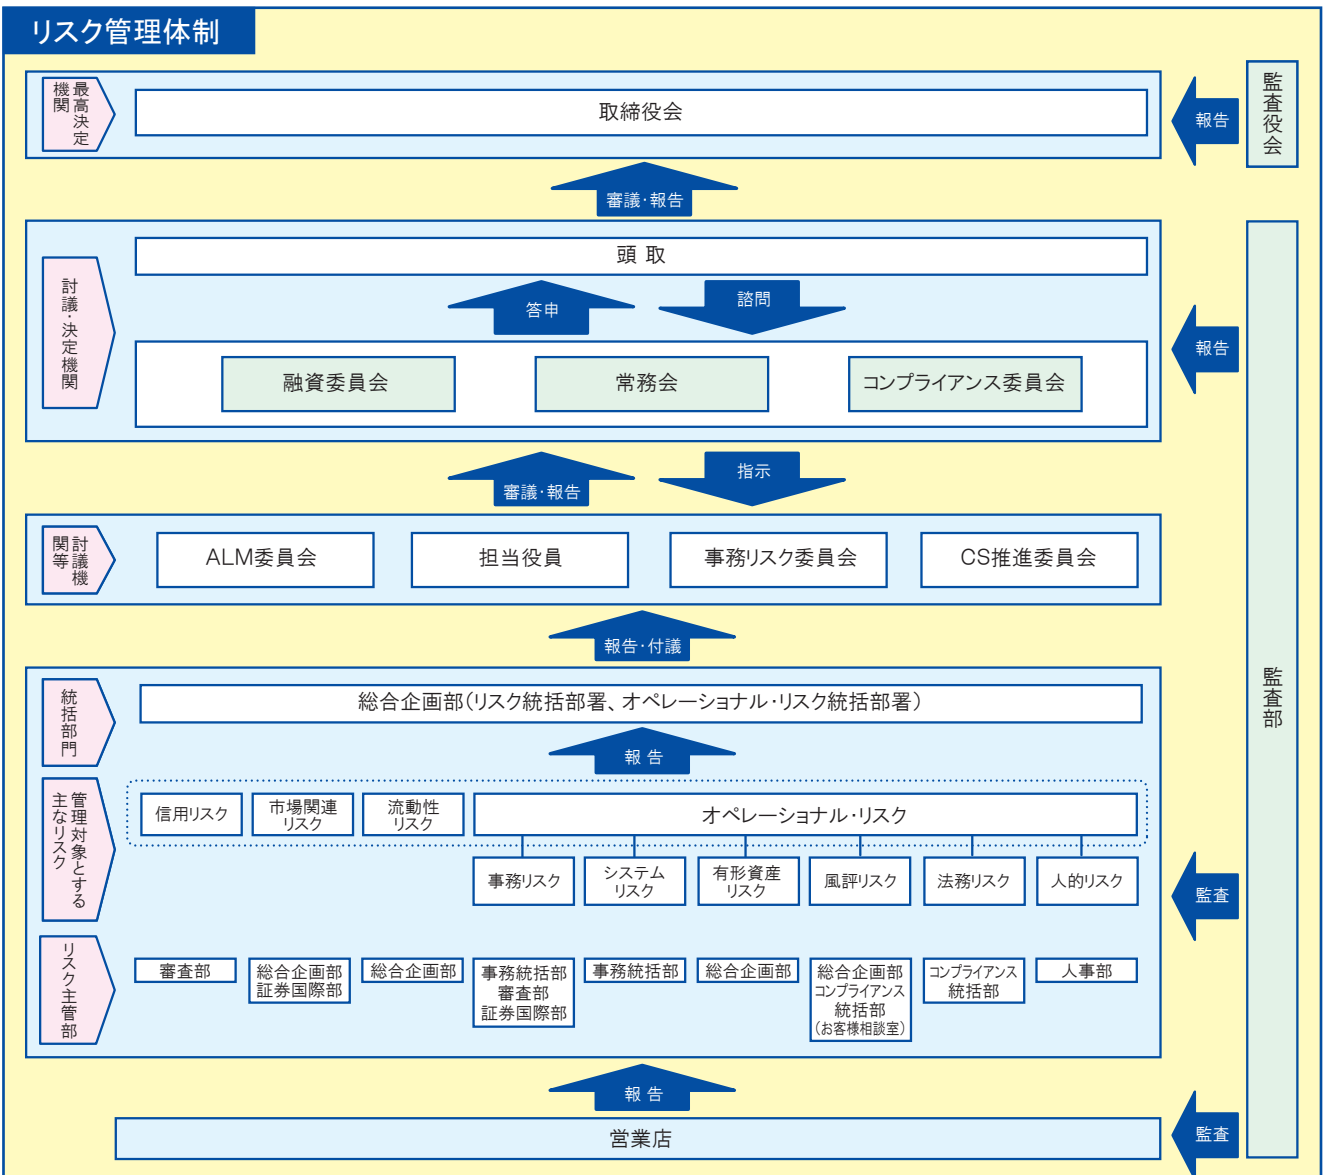 リスク管理体制
最高決定
機関
取締役会
報告
監査役会
審議・報告
討議・決定機関
頭 取
答申
諮問
融資委員会
常務会
コンプライアンス委員会
報告
審議・報告
指示
討議機
関等
ALM委員会
担当役員
事務リスク委員会
CS推進委員会
報告・付議
監査部
統括部門
総合企画部(リスク統括部署、オペレーショナル・リスク統括部署)
報 告
管理対象とする
主なリスク
信用リスク
市場関連
リスク
流動性
リスク
オペレーショナル・リスク
事務リスク
システム
リスク
有形資産
リスク
風評リスク
法務リスク
人的リスク
監査
リスク主管部
審査部
総合企画部
証券国際部
総合企画部
事務統括部
審査部
証券国際部
事務統括部
総合企画部
総合企画部
コンプライアンス
統括部
(お客様相談室)
コンプライアンス
統括部
人事部
報 告
営業店
監査